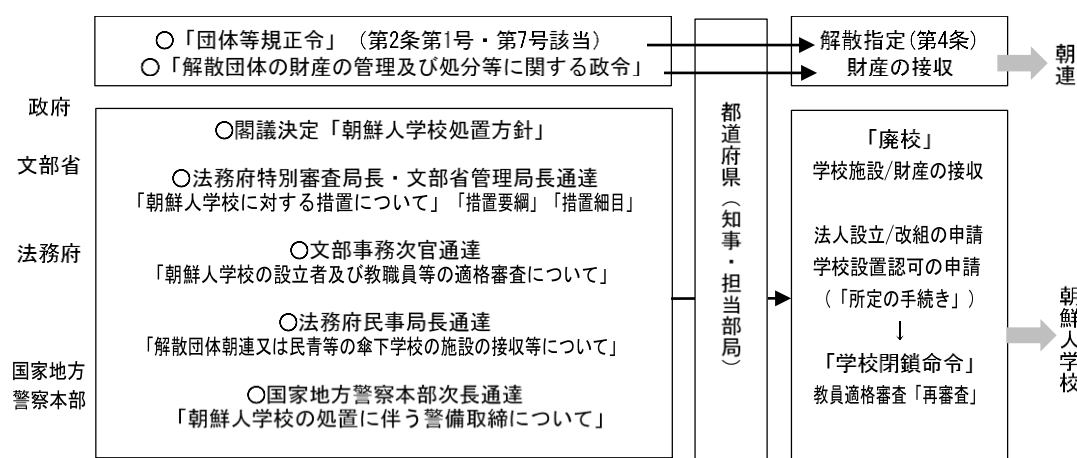 ○「団体等規正令」（第2条第1号・第7号該当）
○「解散団体の財産の管理及び処分等に関する政令」
解散指定(第4条)
財産の接収
朝連
政府
文部省
法務府
国家地方
警察本部
○閣議決定「朝鮮人学校処置方針」
○法務府特別審査局長・文部省管理局長通達
「朝鮮人学校に対する措置について」「措置要綱」「措置細目」
○文部事務次官通達
「朝鮮人学校の設立者及び教職員等の適格審査について」
○法務府民事局長通達
「解散団体朝連又は民青等の傘下学校の施設の接収等について」
○国家地方警察本部次長通達
「朝鮮人学校の処置に伴う警備取締について」
都道府県（知事・担当部局）
「廃校」
学校施設/財産の接収
法人設立/改組の申請
学校設置認可の申請
（「所定の手続き」）
↓
「学校閉鎖命令」
教員適格審査「再審査」
朝鮮人学校